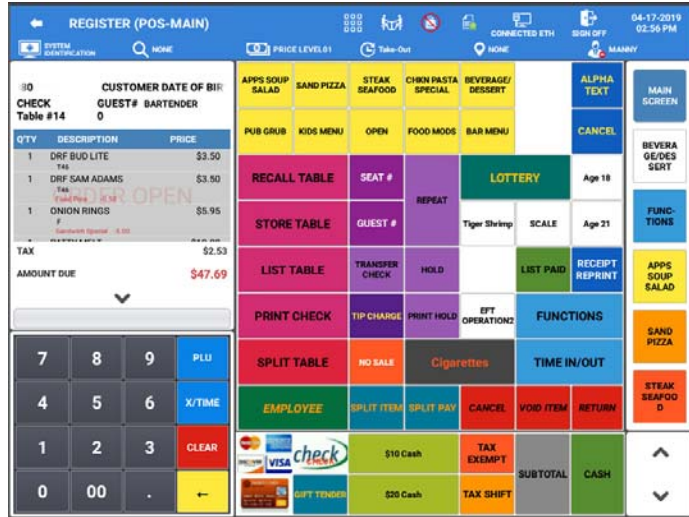 REGISTER (POS-MAIN)
CONNECTED ETH
SIGN OFF
04-17-2019
02:56 PM
SYSTEM
IDENTIFICATION
NONE
PRICE LEVEL01
Take-Out
NONE
MANNY
CUSTOMER DATE OF BIR
CHECK GUEST# BARTENDER
Table #14 0
Q'TY DESCRIPTION PRICE
1 DRF BUD LITE $3.50
1 DRF SAM ADAMS $3.50
ORDER OPEN
1 ONION RINGS $5.95
F
TAX $2.53
AMOUNT DUE $47.69
7 8 9 PLU
4 5 6 X/TIME
1 2 3 CLEAR
0 00 . ←
APPS SOUP
SALAD
SAND PIZZA
STEAK
SEAFOOD
CHKN PASTA
SPECIAL
BEVERAGE/
DESSERT
ALPHA
TEXT
PUB GRUB
KIDS MENU
OPEN
FOOD MODS
BAR MENU
CANCEL
RECALL TABLE
SEAT #
REPEAT
LOTTERY
Age 18
STORE TABLE
GUEST #
Tiger Shrimp
SCALE
Age 21
LIST TABLE
TRANSFER
CHECK
HOLD
LIST PAID
RECEIPT
REPRINT
PRINT CHECK
TIP CHARGE
PRINT HOLD
EFT
OPERATION2
FUNCTIONS
SPLIT TABLE
NO SALE
Cigarettes
TIME IN/OUT
EMPLOYEE
SPLIT ITEM
SPLIT PAY
CANCEL
VOID ITEM
RETURN
VISA
check
$10 Cash
TAX
EXEMPT
SUBTOTAL
CASH
GIFT TENDER
$20 Cash
TAX SHIFT
MAIN
SCREEN
BEVERA
GE/DES
SERT
FUNC-
TIONS
APPS
SOUP
SALAD
SAND
PIZZA
STEAK
SEAFOO
D